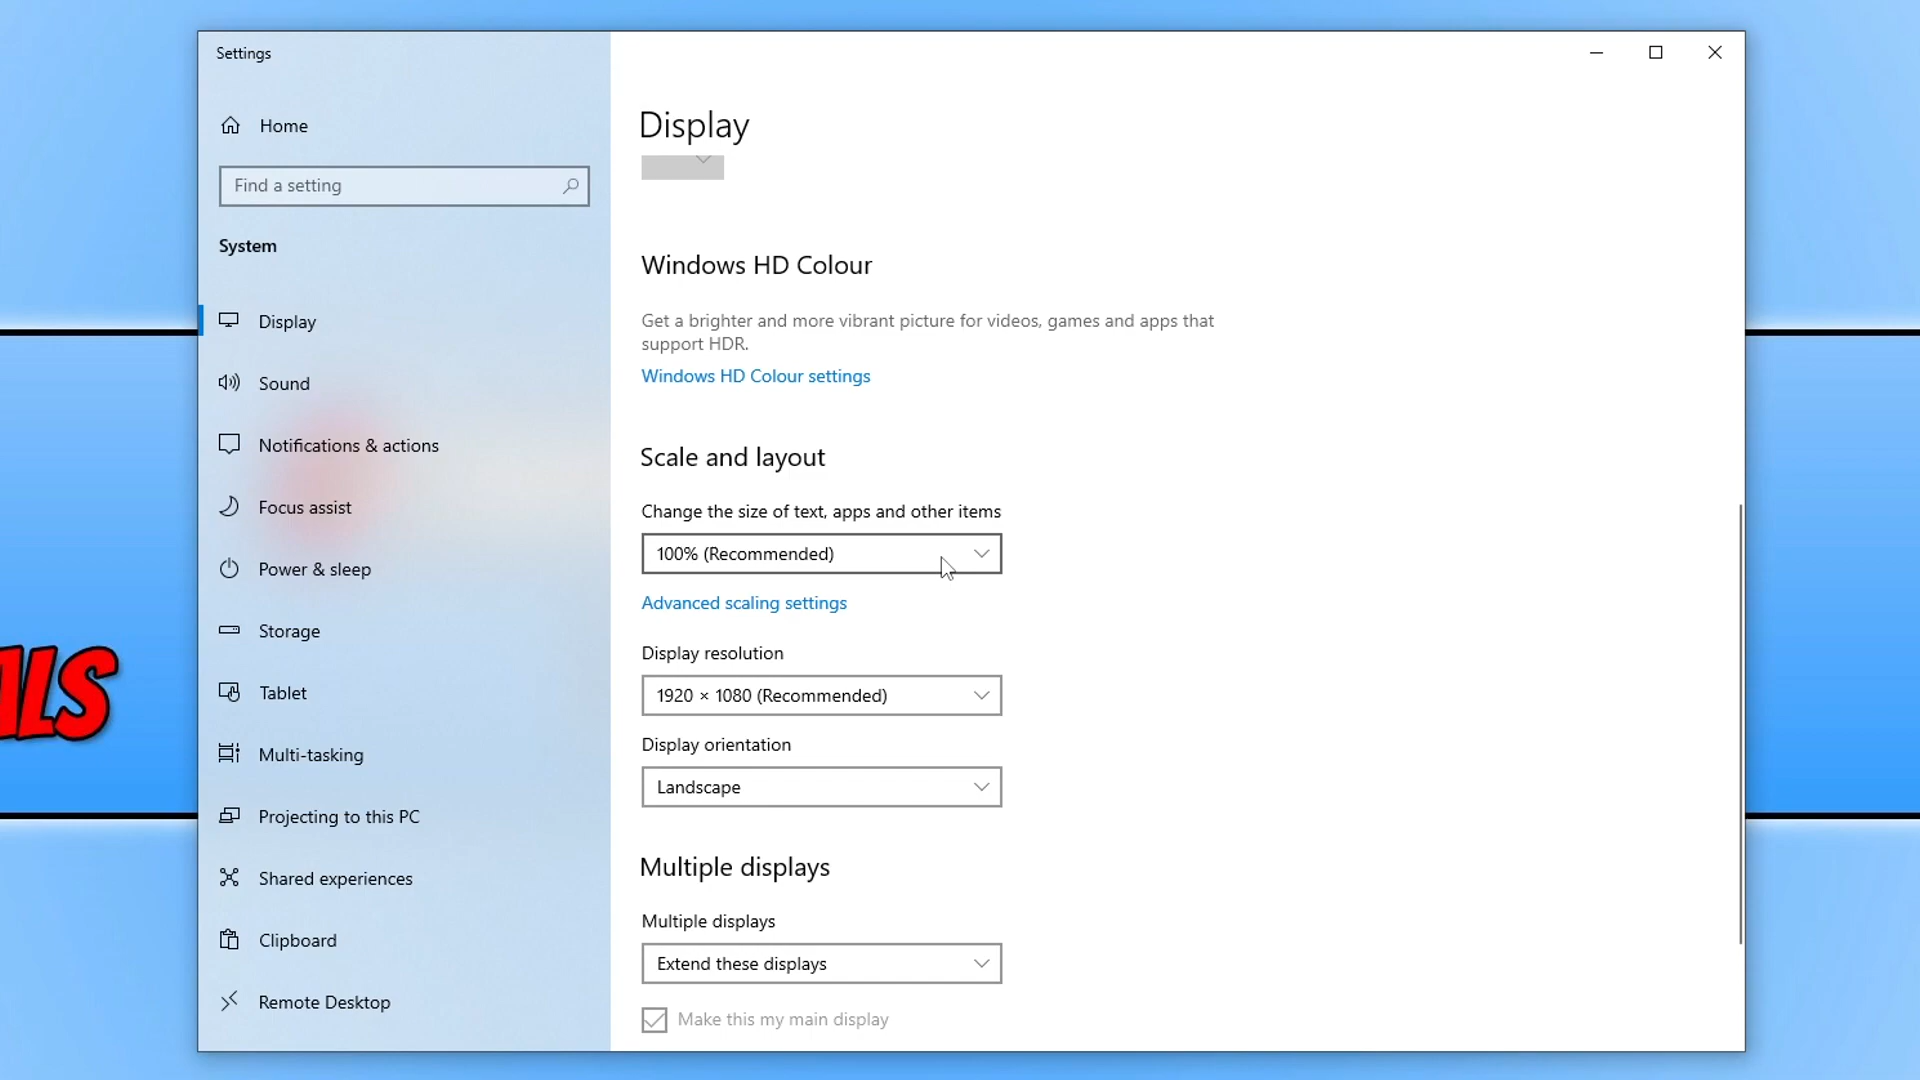 Settings
Home
Find a setting
System
Display
Sound
Notifications & actions
Focus assist
Power & sleep
Storage
Tablet
Multi-tasking
Projecting to this PC
Shared experiences
Clipboard
Remote Desktop
Display
Windows HD Colour
Get a brighter and more vibrant picture for videos, games and apps that
support HDR.
Windows HD Colour settings
Scale and layout
Change the size of text, apps and other items
100% (Recommended)
Advanced scaling settings
Display resolution
1920 × 1080 (Recommended)
Display orientation
Landscape
Multiple displays
Multiple displays
Extend these displays
Make this my main display